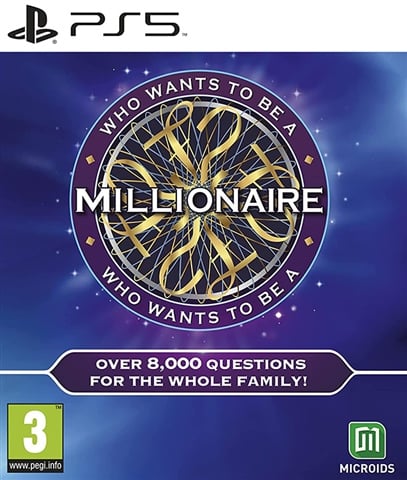 PS5
WHO WANTS TO BE A
MILLIONAIRE
WHO WANTS TO BE A
OVER 8,000 QUESTIONS
FOR THE WHOLE FAMILY!
3
www.pegi.info
MICROIDS